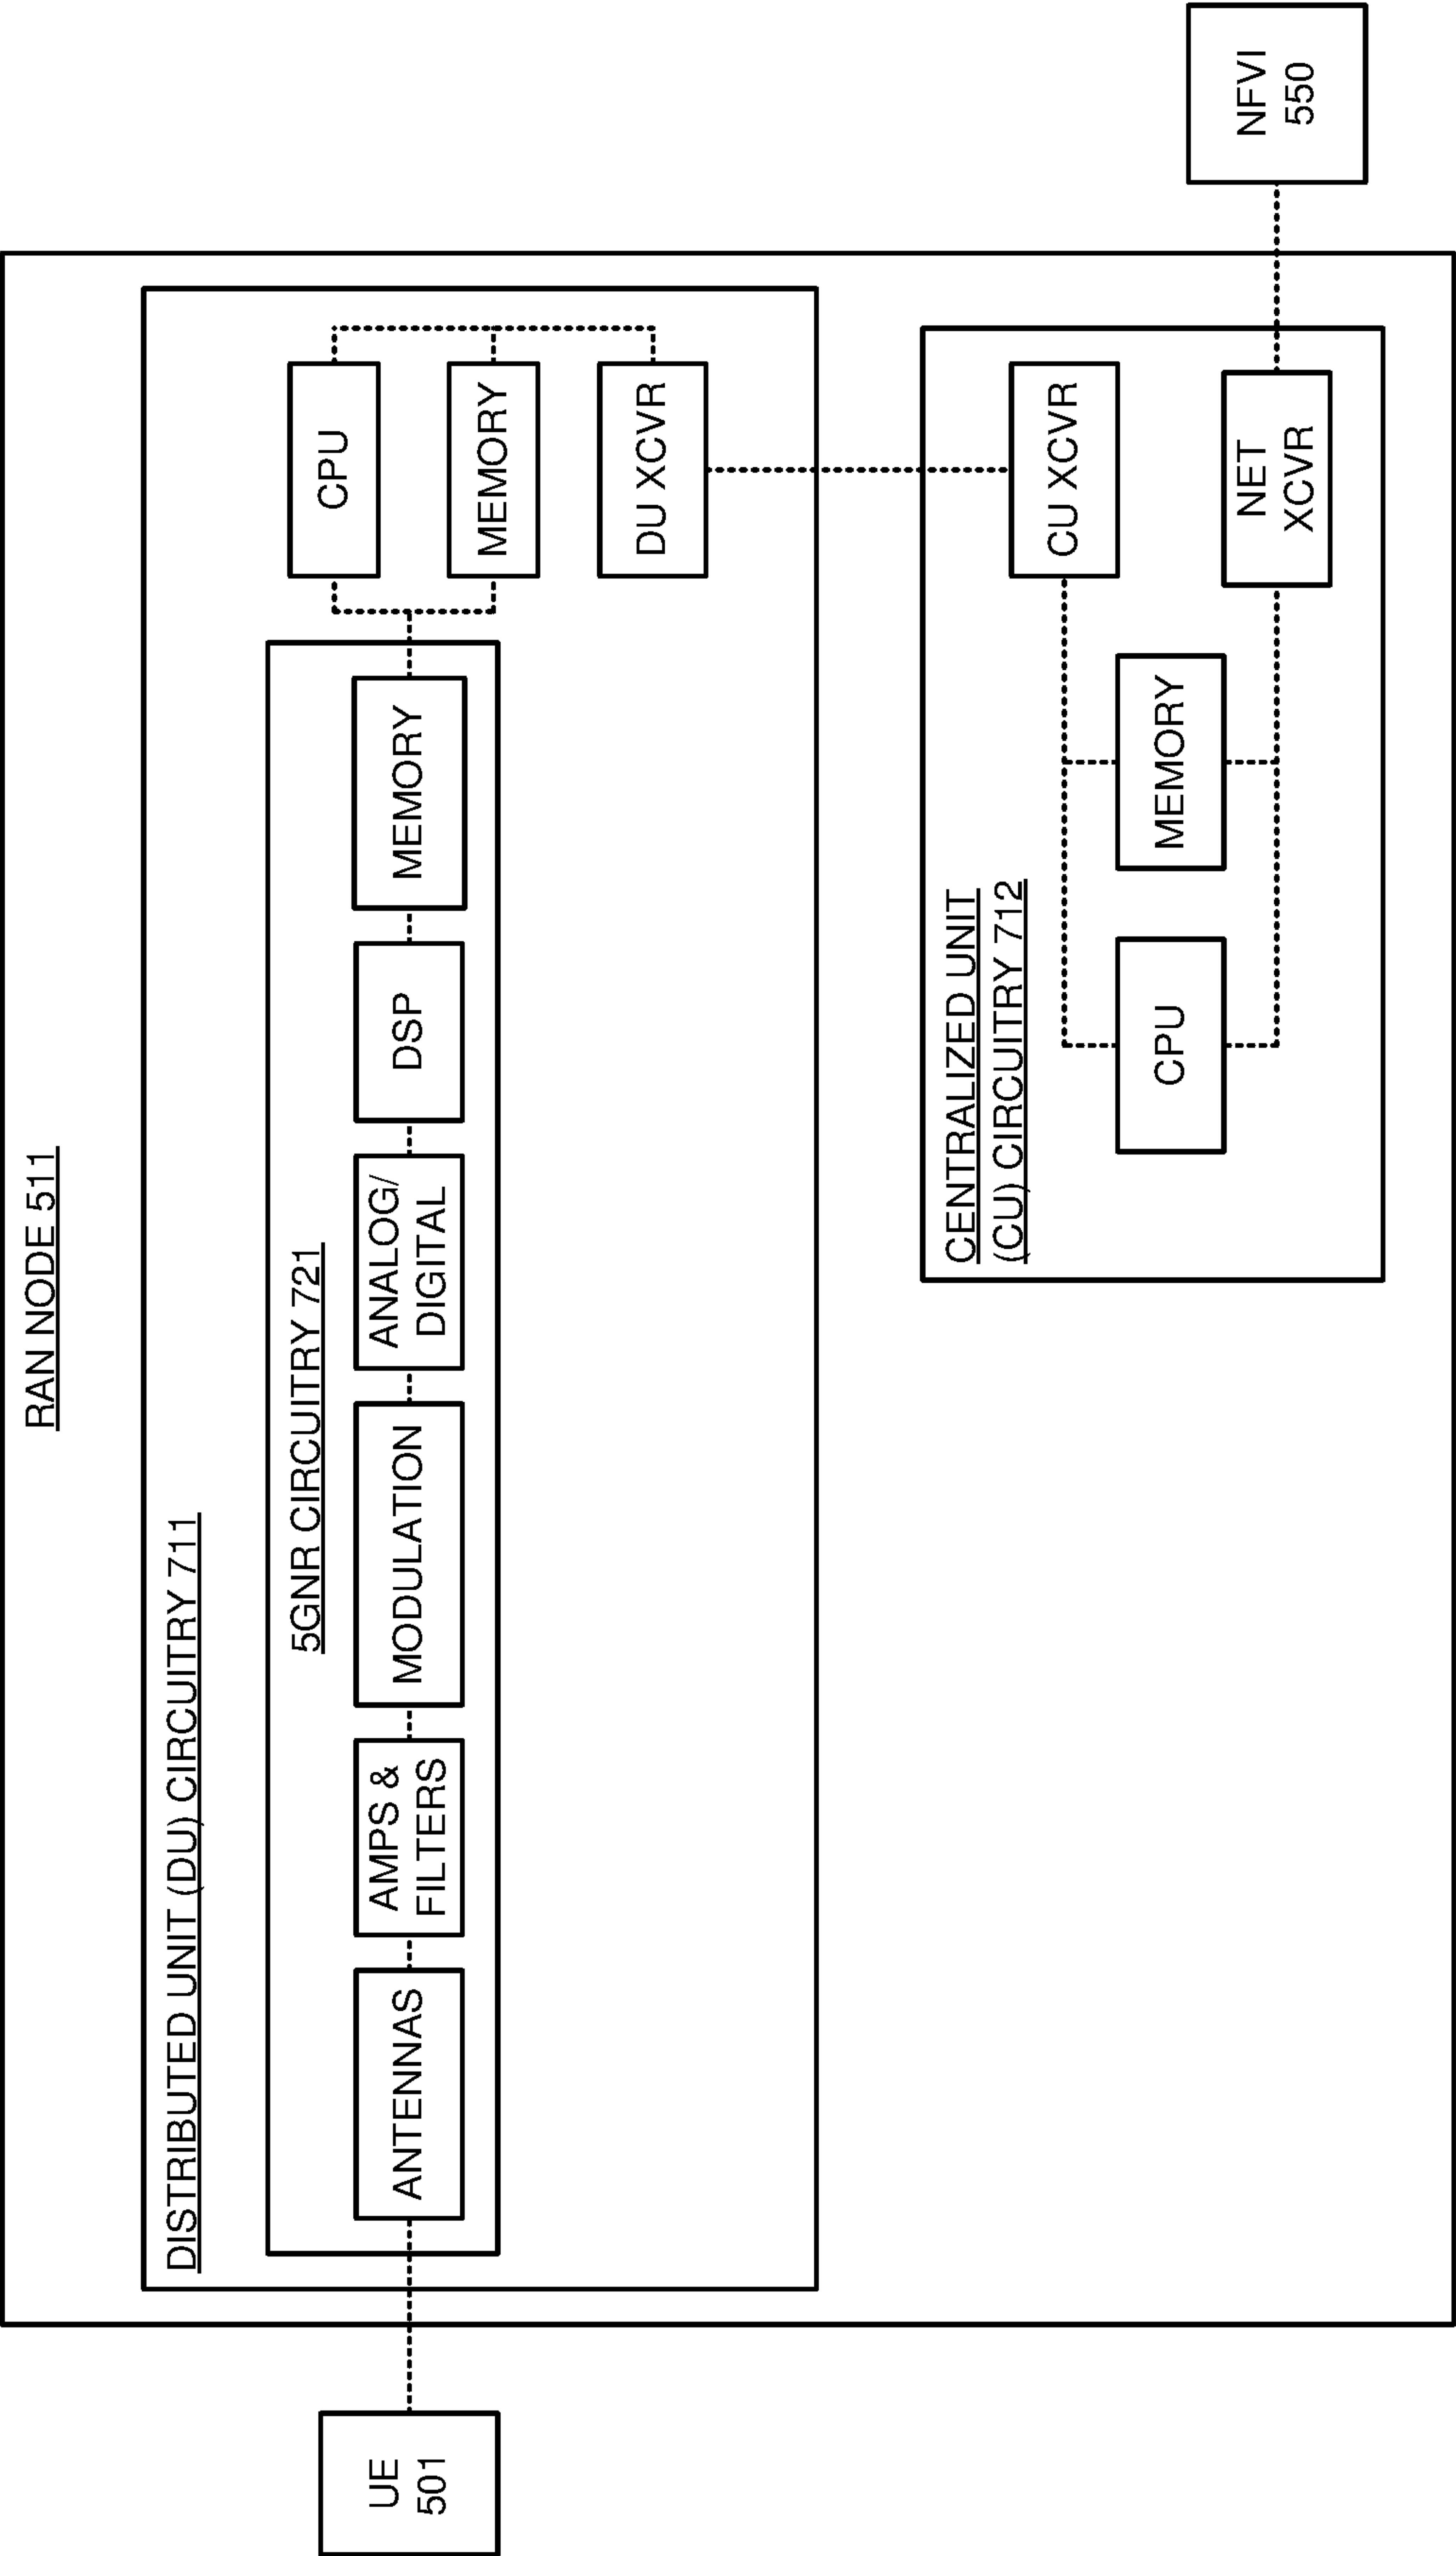 RAN NODE 511
DISTRIBUTED UNIT (DU) CIRCUITRY 711
5GNR CIRCUITRY 721
UE
501
ANTENNAS
AMPS &
FILTERS
MODULATION
ANALOG/
DIGITAL
DSP
MEMORY
CPU
MEMORY
DU XCVR
CENTRALIZED UNIT
(CU) CIRCUITRY 712
CPU
MEMORY
CU XCVR
NET
XCVR
NFVI
550